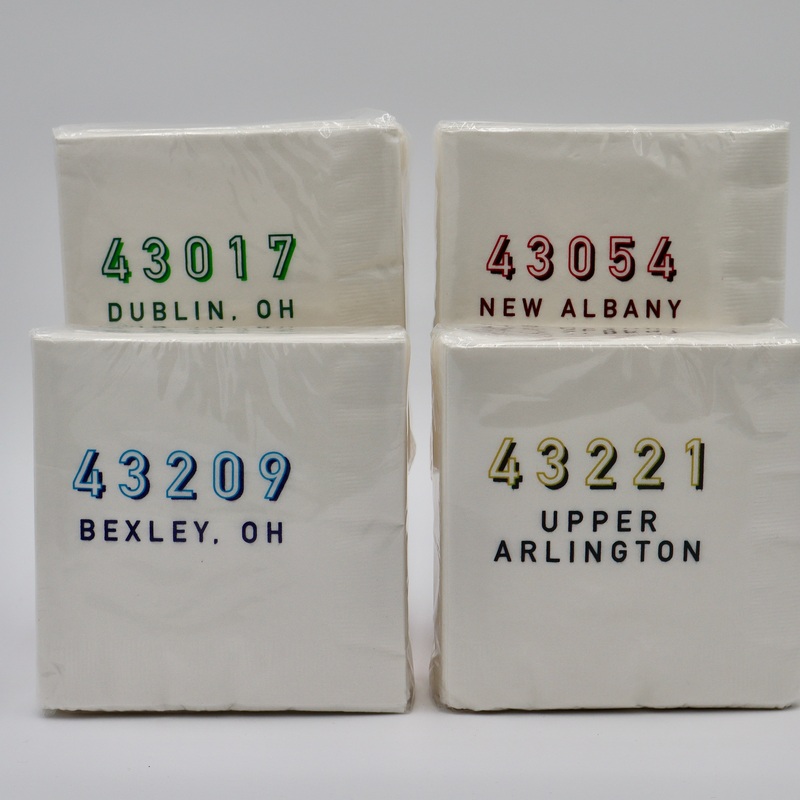 43017
DUBLIN, OH
43054
NEW ALBANY
43209
BEXLEY, OH
43221
UPPER
ARLINGTON